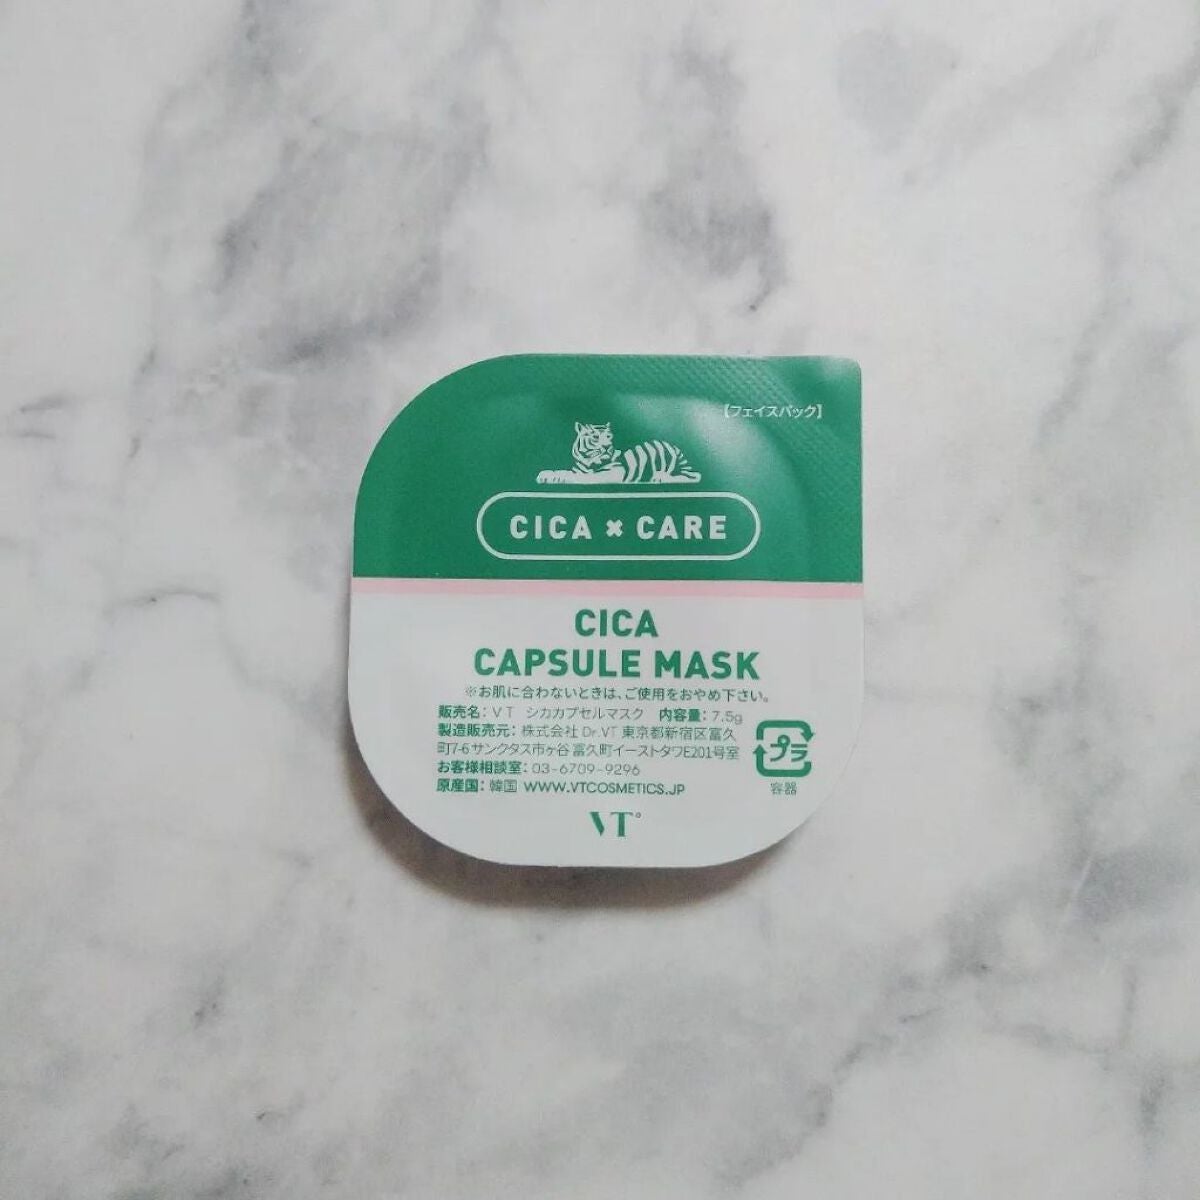 【フェイスパック】
CICA × CARE
CICA
CAPSULE MASK
※お肌に合わないときは、ご使用をおやめ下さい。
販売名：VT シカカプセルマスク 内容量：7.5g
製造販売元：株式会社 Dr.VT 東京都新宿区富久
町7-6 サンクタス市ヶ谷 富久町イーストタワE201号室
お客様相談室：03-6709-9296
原産国：韓国 WWW.VTCOSMETICS.JP
プラ
容器
VT°